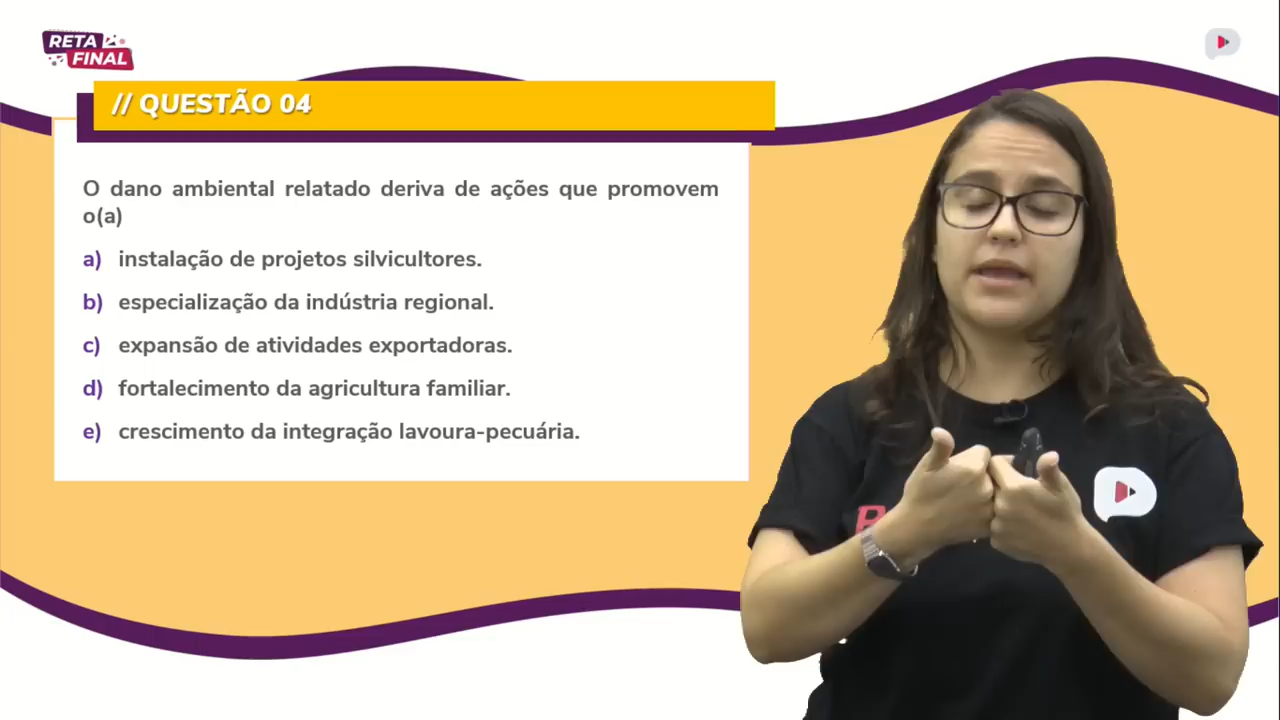 RETA
FINAL
// QUESTÃO 04
O dano ambiental relatado deriva de ações que promovem
o(a)
a) instalação de projetos silvicultores.
b) especialização da indústria regional.
c) expansão de atividades exportadoras.
d) fortalecimento da agricultura familiar.
e) crescimento da integração lavoura-pecuária.